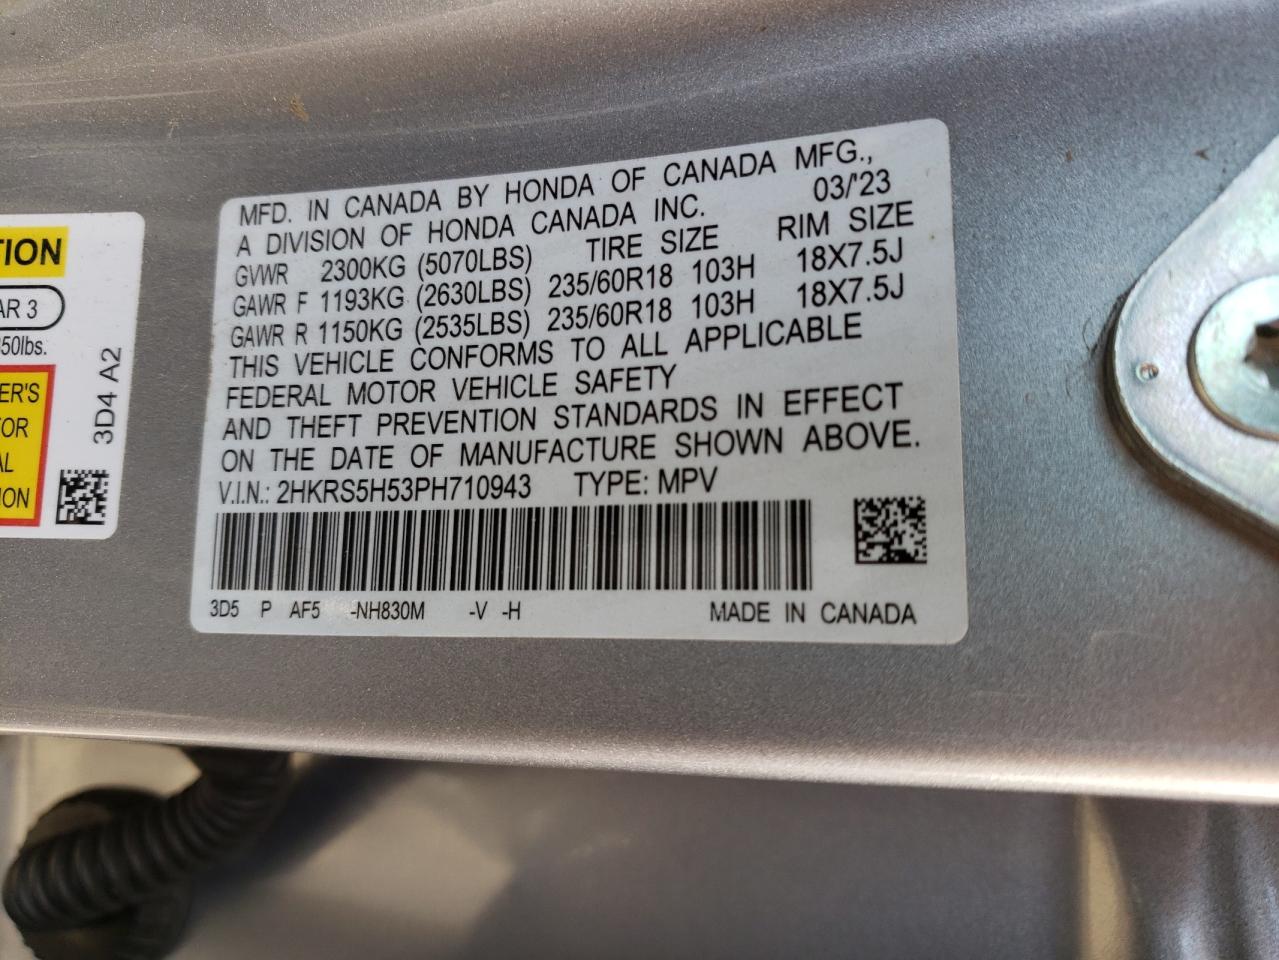 TION
AR 3
350lbs.
ER'S
TOR
AL
ION
3D4 A2
MFD. IN CANADA BY HONDA OF CANADA MFG.,
A DIVISION OF HONDA CANADA INC. 03/'23
GVWR 2300KG (5070LBS) TIRE SIZE RIM SIZE
GAWR F 1193KG (2630LBS) 235/60R18 103H 18X7.5J
GAWR R 1150KG (2535LBS) 235/60R18 103H 18X7.5J
THIS VEHICLE CONFORMS TO ALL APPLICABLE
FEDERAL MOTOR VEHICLE SAFETY
AND THEFT PREVENTION STANDARDS IN EFFECT
ON THE DATE OF MANUFACTURE SHOWN ABOVE.
V.I.N.: 2HKRS5H53PH710943 TYPE: MPV
3D5 P AF5 -NH830M -V -H MADE IN CANADA